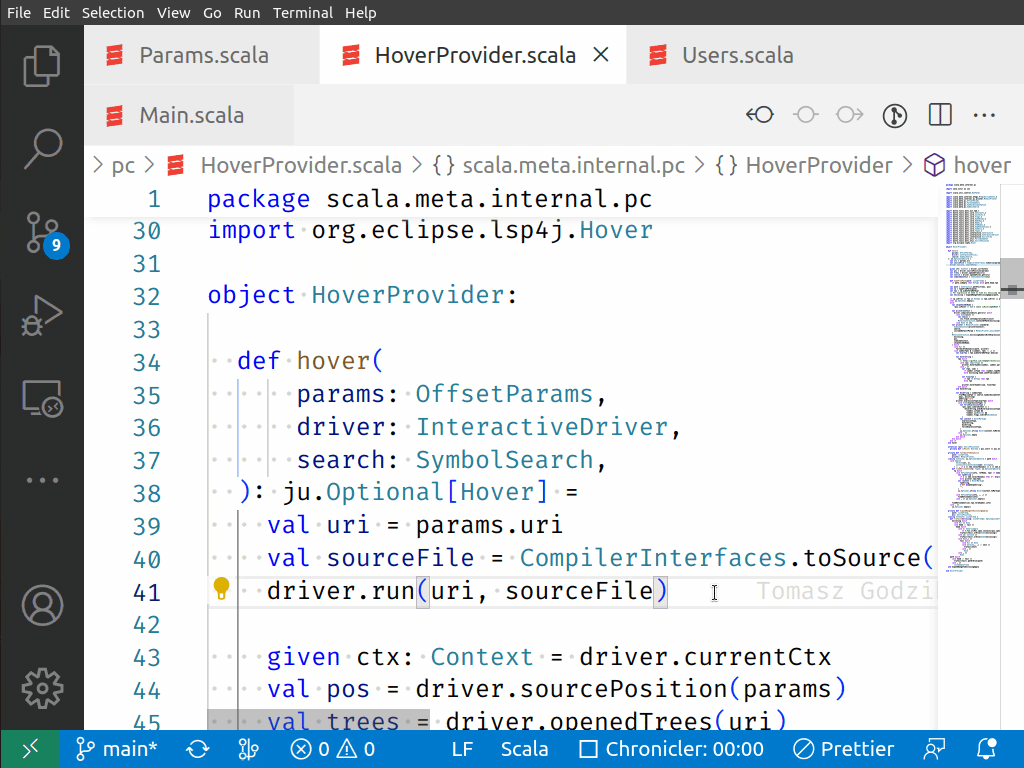 File Edit Selection View Go Run Terminal Help
Params.scala HoverProvider.scala Users.scala
Main.scala
pc > HoverProvider.scala > {} scala.meta.internal.pc > {} HoverProvider > hover
1 package scala.meta.internal.pc
30 import org.eclipse.lsp4j.Hover
31
32 object HoverProvider:
33
34 def hover(
35 params: OffsetParams,
36 driver: InteractiveDriver,
37 search: SymbolSearch,
38 ): ju.Optional[Hover] =
39 val uri = params.uri
40 val sourceFile = CompilerInterfaces.toSource(
41 driver.run(uri, sourceFile) Tomasz Godzi
42
43 given ctx: Context = driver.currentCtx
44 val pos = driver.sourcePosition(params)
45 val trees = driver.openedTrees(uri)
9
main* 0 0 LF Scala Chronicler: 00:00 Prettier